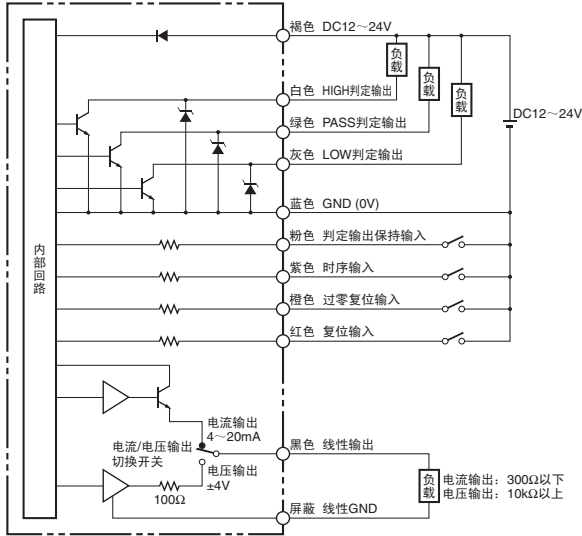 褐色 DC12～24V
负载
负载
负载
白色 HIGH判定输出
绿色 PASS判定输出
灰色 LOW判定输出
DC12～24V
蓝色 GND (0V)
粉色 判定输出保持输入
紫色 时序输入
橙色 过零复位输入
红色 复位输入
内部回路
电流输出
4～20mA
电流/电压输出
切换开关
黑色 线性输出
电压输出
±4V
100Ω
负载
电流输出：300Ω以下
电压输出：10kΩ以上
屏蔽 线性GND